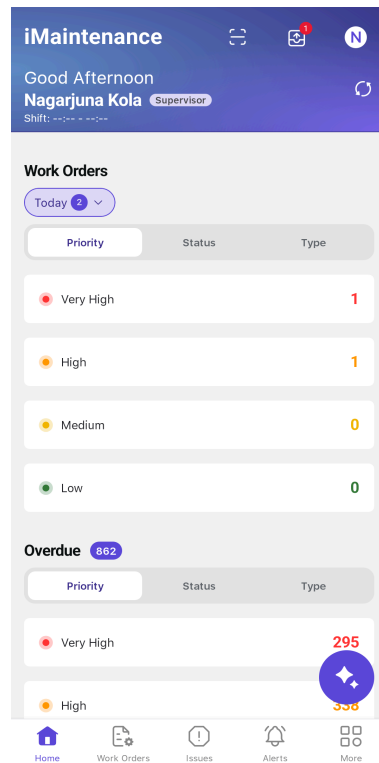 iMaintenance
1
N
Good Afternoon
Nagarjuna Kola Supervisor
Shift: --:-- - --:--
Work Orders
Today 2
Priority Status Type
Very High 1
High 1
Medium 0
Low 0
Overdue 862
Priority Status Type
Very High 295
High 338
Home Work Orders Issues Alerts More